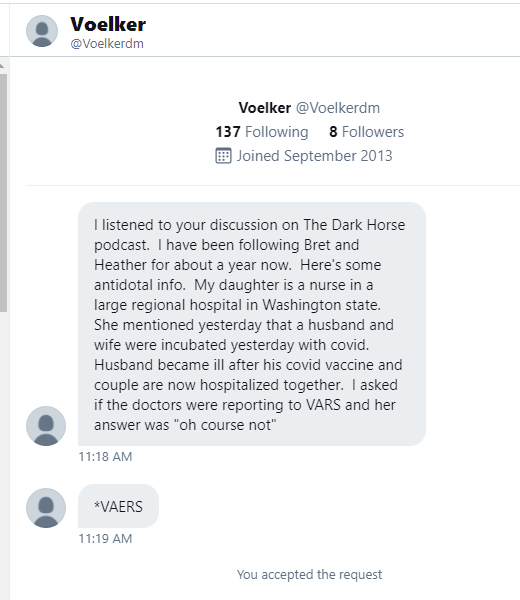 Voelker
@Voelkerdm
Voelker @Voelkerdm
137 Following 8 Followers
Joined September 2013
I listened to your discussion on The Dark Horse
podcast. I have been following Bret and
Heather for about a year now. Here's some
antidotal info. My daughter is a nurse in a
large regional hospital in Washington state.
She mentioned yesterday that a husband and
wife were incubated yesterday with covid.
Husband became ill after his covid vaccine and
couple are now hospitalized together. I asked
if the doctors were reporting to VARS and her
answer was "oh course not"
11:18 AM
*VAERS
11:19 AM
You accepted the request